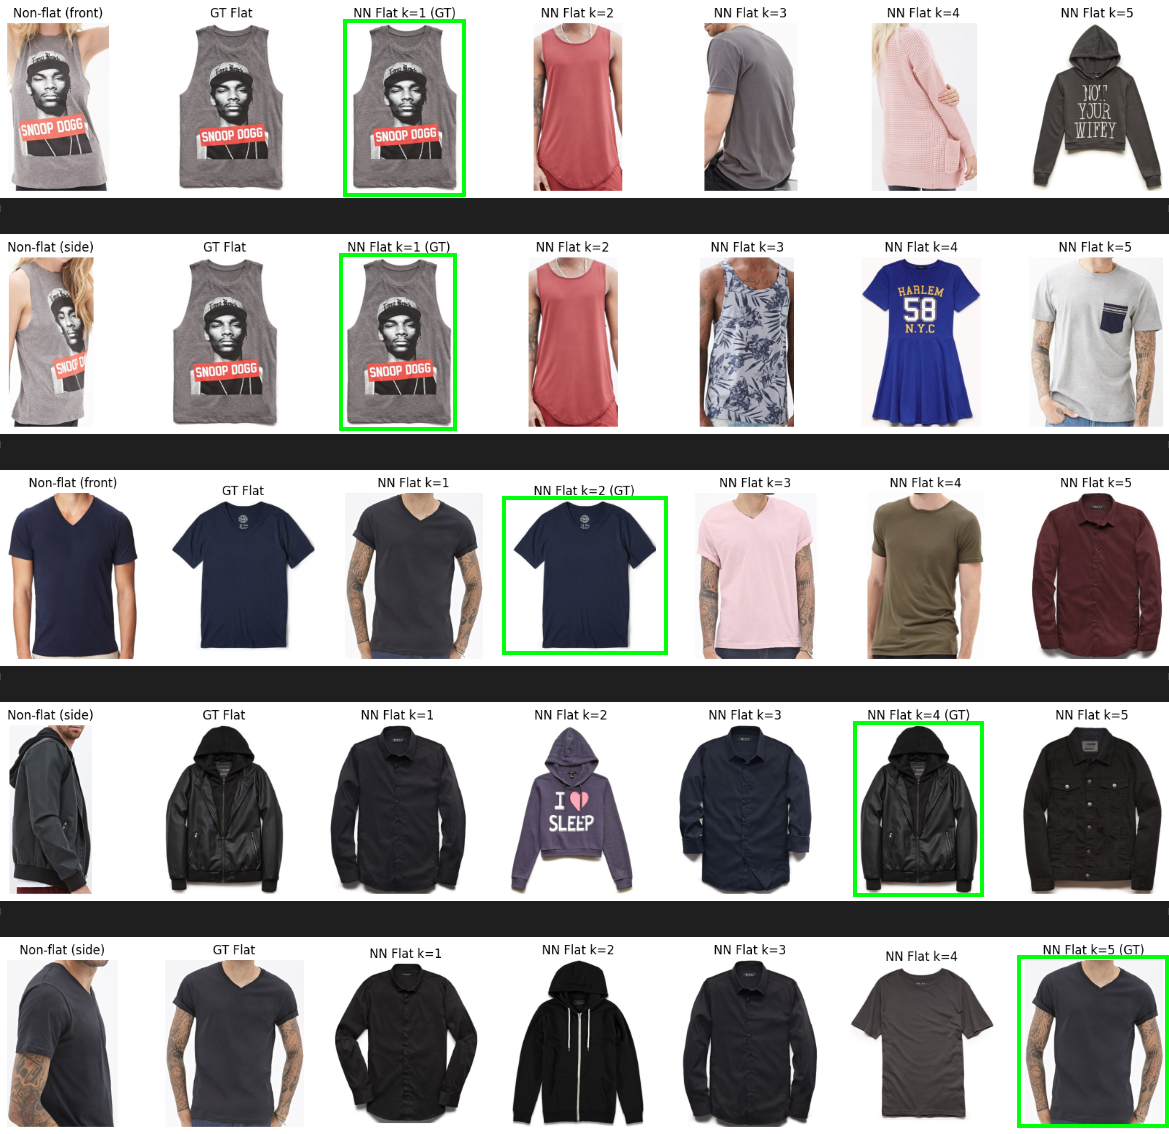 Non-flat (front)
GT Flat
NN Flat k=1 (GT)
NN Flat k=2
NN Flat k=3
NN Flat k=4
NN Flat k=5
SNOOP DOGG
SNOOP DOGG
SNOOP DOGG
NOT
YOUR
WIFEY
Non-flat (side)
GT Flat
NN Flat k=1 (GT)
NN Flat k=2
NN Flat k=3
NN Flat k=4
NN Flat k=5
SNOOP DOGG
SNOOP DOGG
HARLEM
58
N.Y.C
Non-flat (front)
GT Flat
NN Flat k=1
NN Flat k=2 (GT)
NN Flat k=3
NN Flat k=4
NN Flat k=5
Non-flat (side)
GT Flat
NN Flat k=1
NN Flat k=2
NN Flat k=3
NN Flat k=4 (GT)
NN Flat k=5
I
SLEEP
Non-flat (side)
GT Flat
NN Flat k=1
NN Flat k=2
NN Flat k=3
NN Flat k=4
NN Flat k=5 (GT)